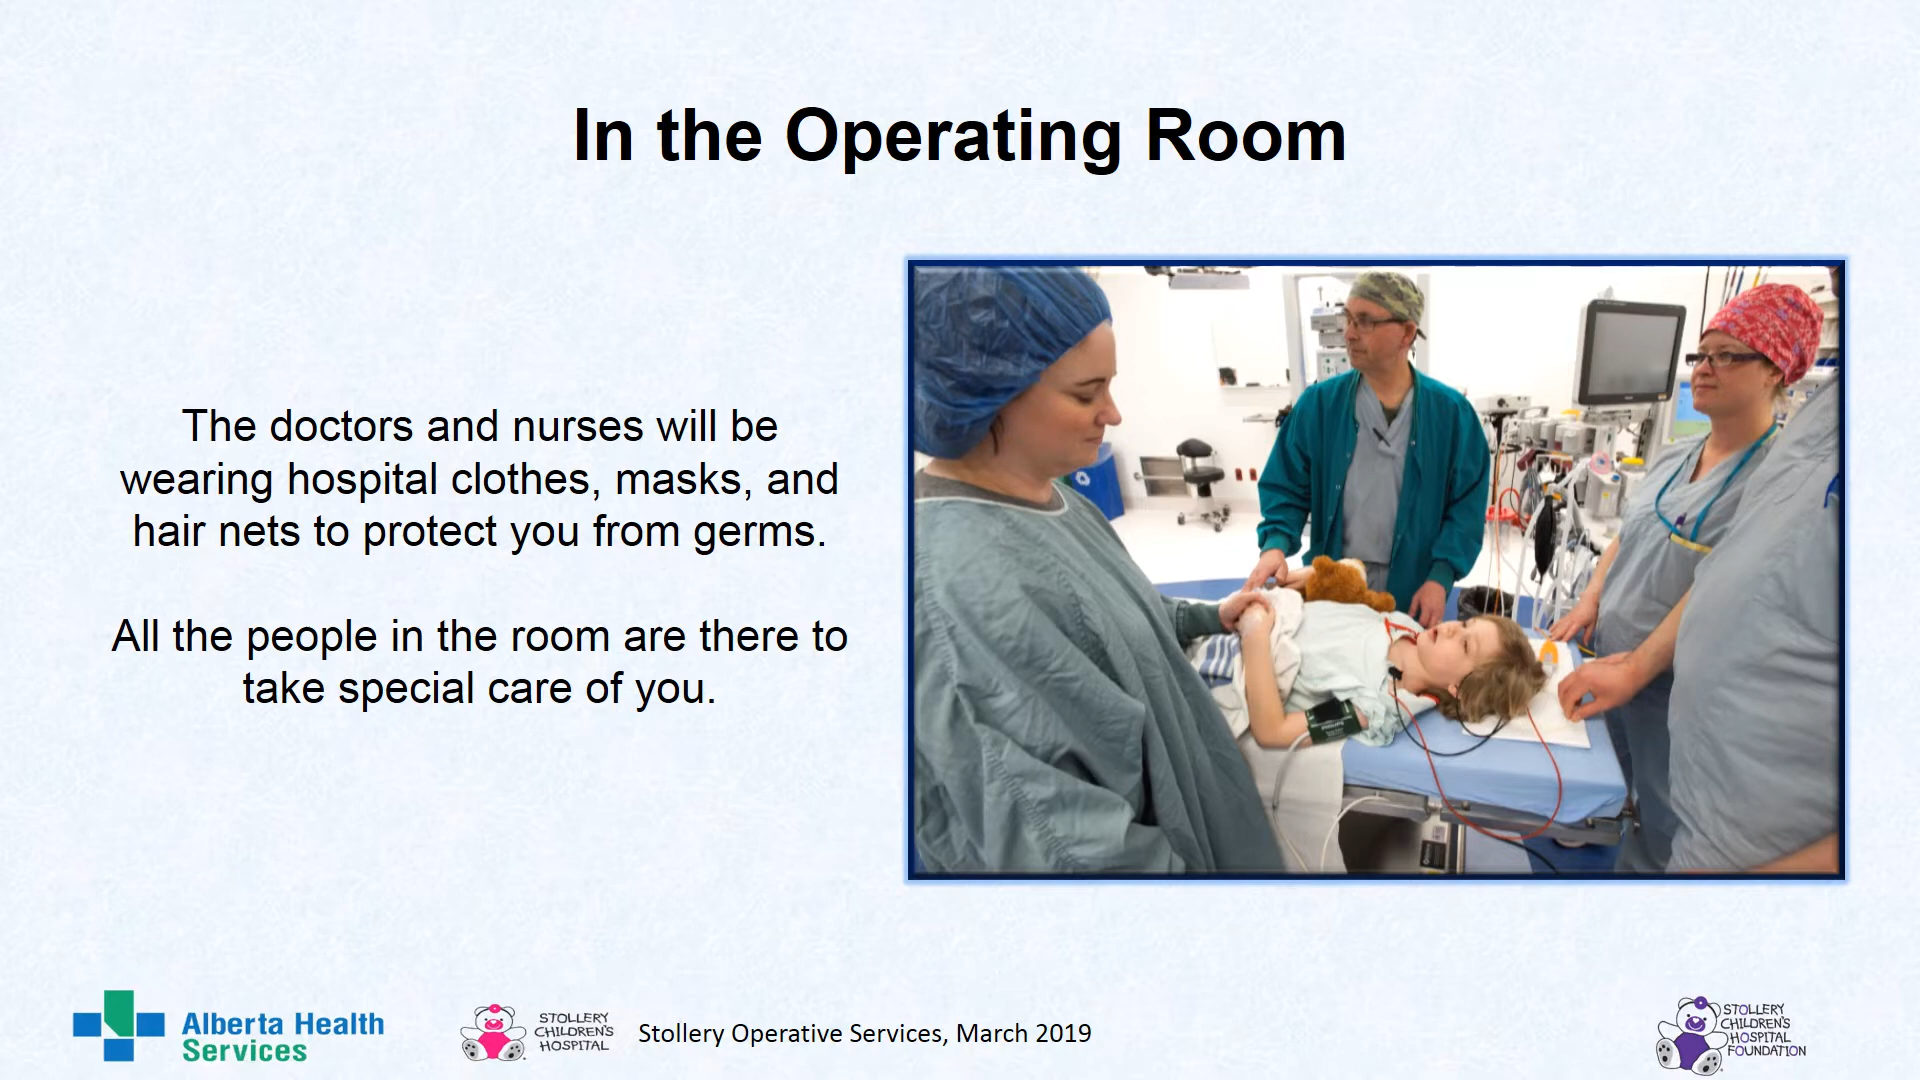 In the Operating Room
The doctors and nurses will be
wearing hospital clothes, masks, and
hair nets to protect you from germs.
All the people in the room are there to
take special care of you.
Alberta Health
Services
STOLLERY
CHILDREN'S
HOSPITAL
Stollery Operative Services, March 2019
STOLLERY
CHILDREN'S
HOSPITAL
FOUNDATION